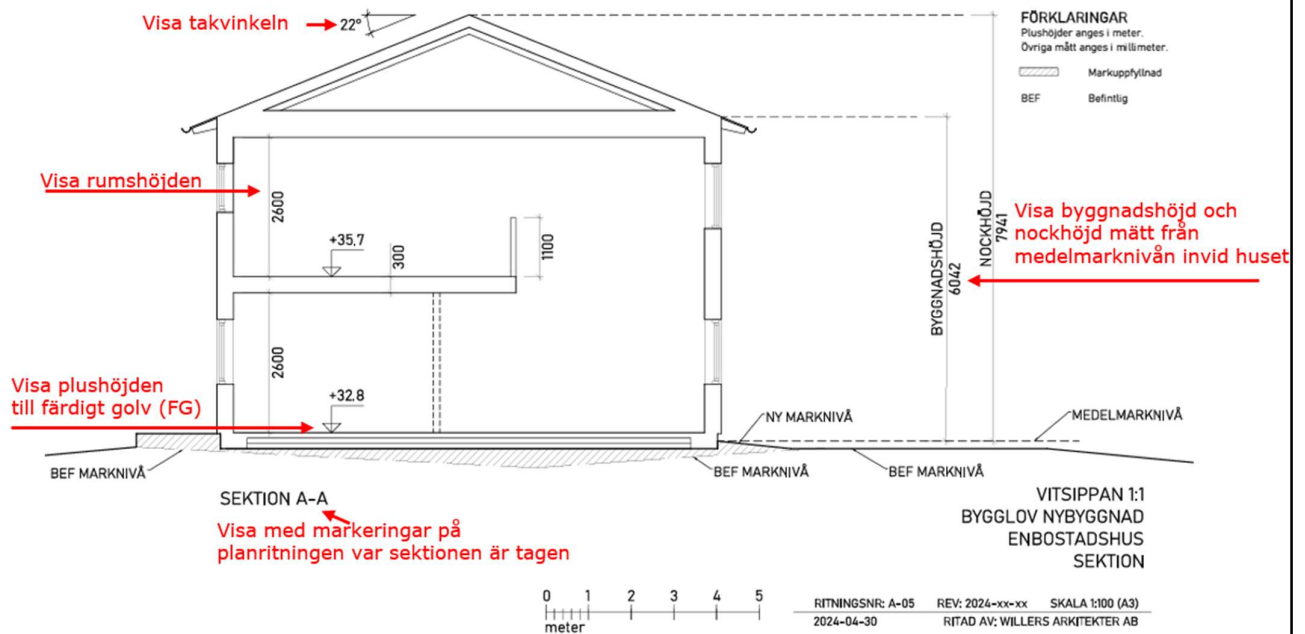 Visa takvinkeln
22°
FÖRKLARINGAR
Plushöjder anges i meter.
Övriga mått anges i millimeter.
Markuppfyllnad
BEF Befintlig
Visa rumshöjden
2600
+35,7
300
1100
BYGGNADSHÖJD
6042
NOCKHÖJD
7941
Visa byggnadshöjd och
nockhöjd mätt från
medelmarknivån invid huset
2600
Visa plushöjden
till färdigt golv (FG)
+32.8
NY MARKNIVÅ
MEDELMARKNIVÅ
BEF MARKNIVÅ
BEF MARKNIVÅ
BEF MARKNIVÅ
SEKTION A-A
Visa med markeringar på
planritningen var sektionen är tagen
VITSIPPAN 1:1
BYGGLOV NYBYGGNAD
ENBOSTADSHUS
SEKTION
0 1 2 3 4 5
meter
RITNINGSNR: A-05 REV: 2024-xx-xx SKALA 1:100 (A3)
2024-04-30 RITAD AV: WILLERS ARKITEKTER AB